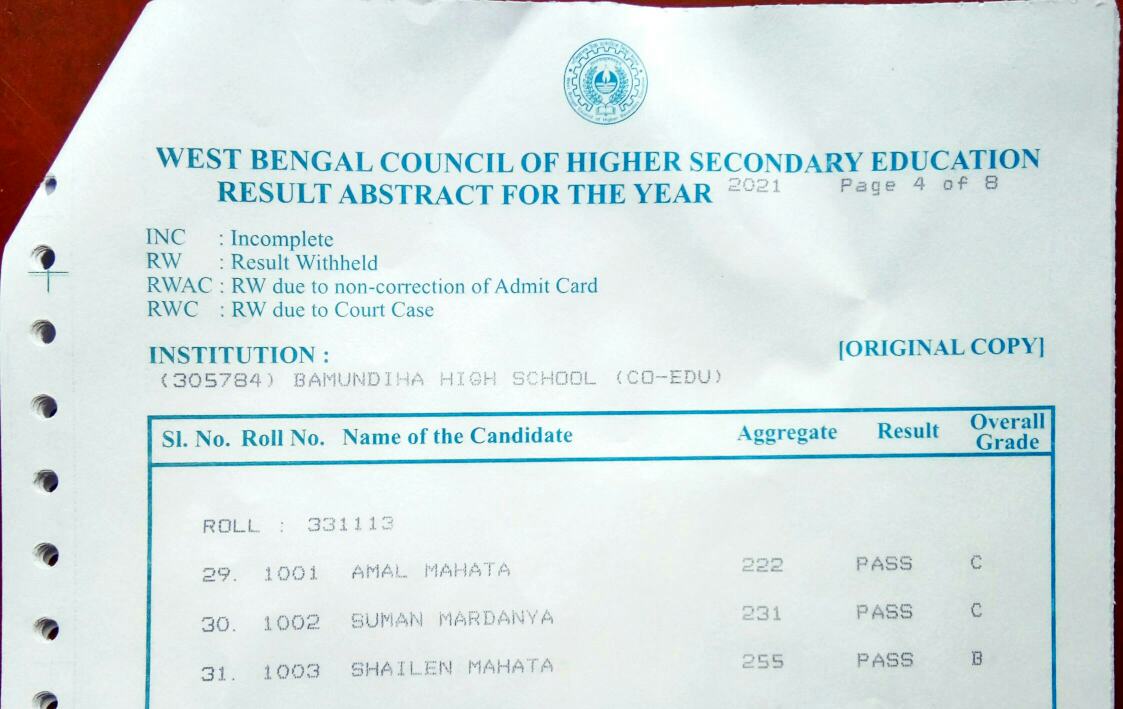 WEST BENGAL COUNCIL OF HIGHER SECONDARY EDUCATION
RESULT ABSTRACT FOR THE YEAR 2021 Page 4 of 8
INC : Incomplete
RW : Result Withheld
RWAC : RW due to non-correction of Admit Card
RWC : RW due to Court Case
INSTITUTION : [ORIGINAL COPY]
(305784) BAMUNDIHA HIGH SCHOOL (CO-EDU)
Sl. No. Roll No. Name of the Candidate Aggregate Result Overall Grade
ROLL : 331113
29. 1001 AMAL MAHATA 222 PASS C
30. 1002 SUMAN MARDANYA 231 PASS C
31. 1003 SHAILEN MAHATA 255 PASS B